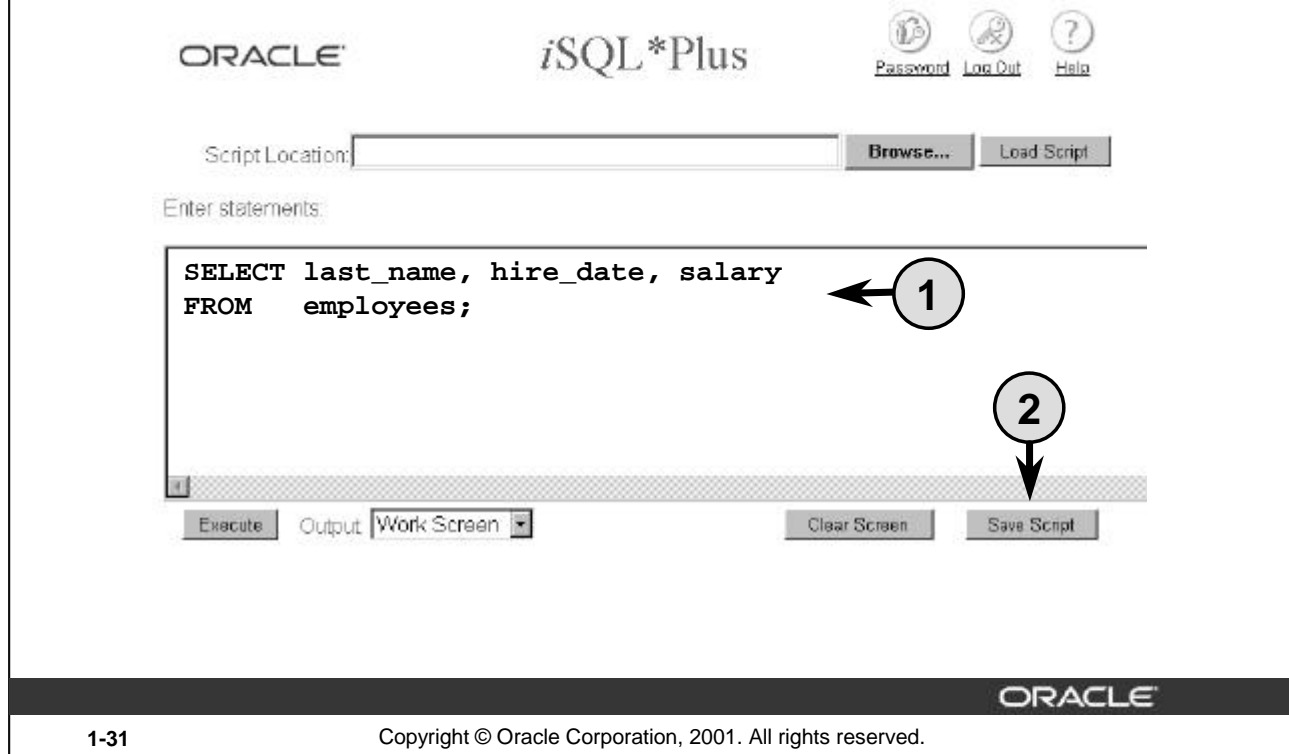 ORACLE
iSQL*Plus
Password Log Out Help
Script Location:
Browse... Load Script
Enter statements:
SELECT last_name, hire_date, salary
FROM employees;
1
2
Execute Output: Work Screen Clear Screen Save Script
ORACLE
1-31 Copyright © Oracle Corporation, 2001. All rights reserved.